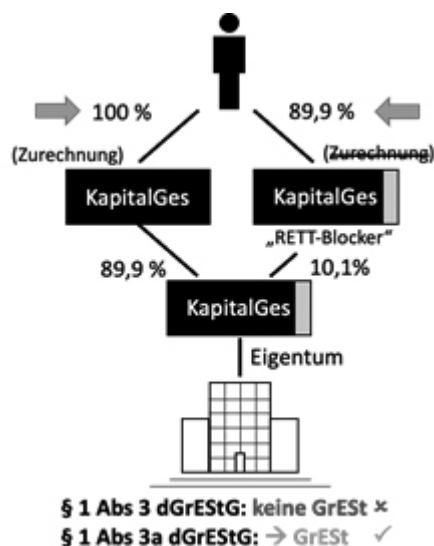 100 % 89,9 %
(Zurechnung) (Zurechnung)
KapitalGes KapitalGes
„RETT-Blocker“
89,9 % 10,1%
KapitalGes
Eigentum
§ 1 Abs 3 dGrEStG: keine GrESt ×
§ 1 Abs 3a dGrEStG: → GrESt ✓